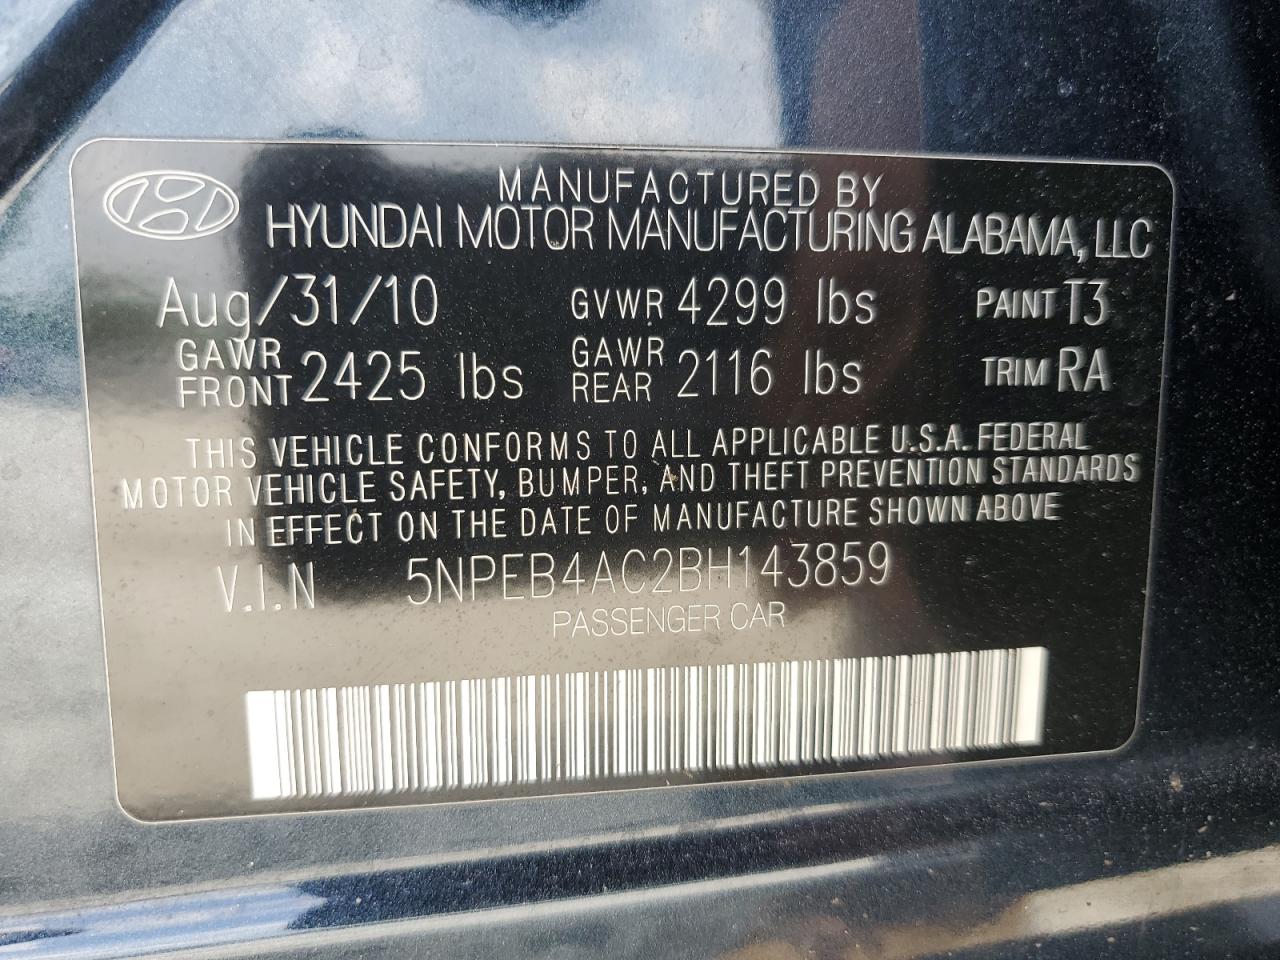 MANUFACTURED BY
HYUNDAI MOTOR MANUFACTURING ALABAMA, LLC
Aug/31/10 GVWR 4299 lbs PAINT T3
GAWR FRONT 2425 lbs GAWR REAR 2116 lbs TRIM RA
THIS VEHICLE CONFORMS TO ALL APPLICABLE U.S.A. FEDERAL
MOTOR VEHICLE SAFETY, BUMPER, AND THEFT PREVENTION STANDARDS
IN EFFECT ON THE DATE OF MANUFACTURE SHOWN ABOVE
V.I.N 5NPEB4AC2BH143859
PASSENGER CAR